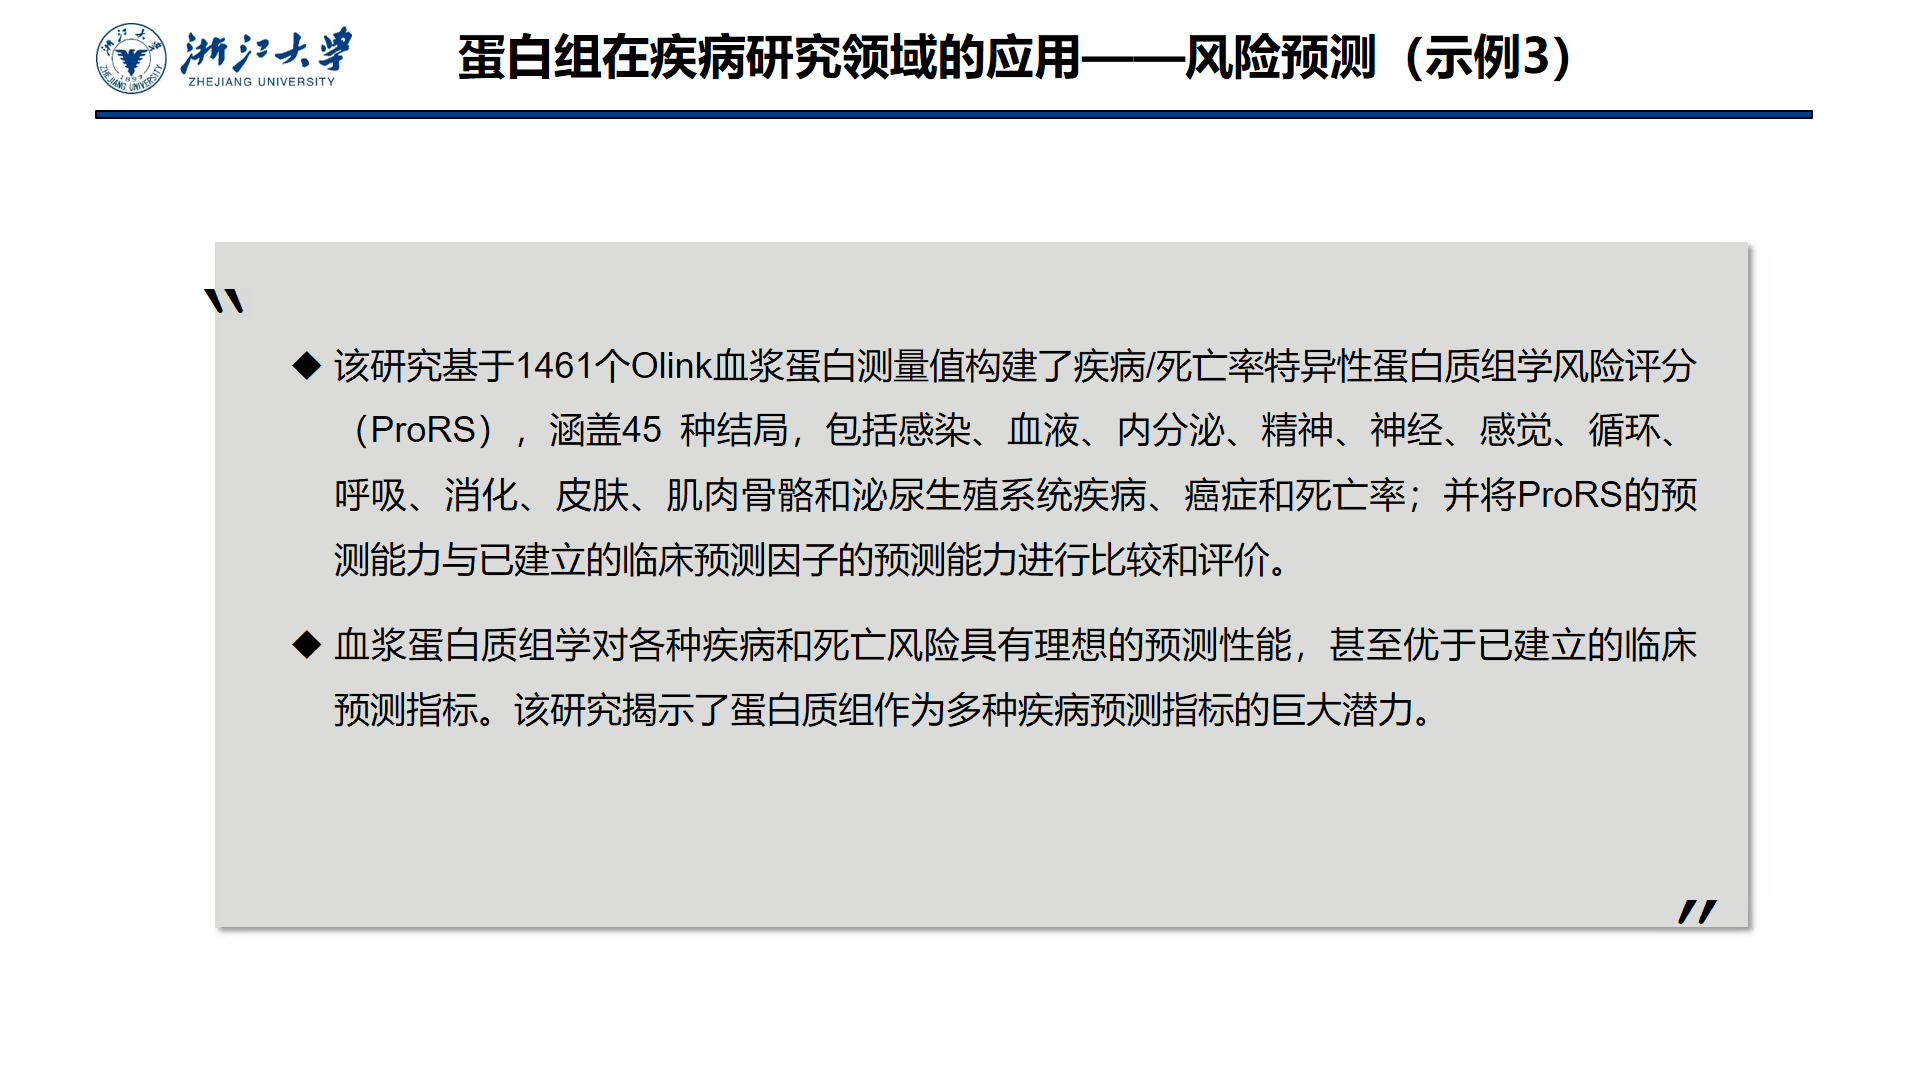 浙江大学
ZHEJIANG UNIVERSITY
蛋白组在疾病研究领域的应用——风险预测（示例3）
◆ 该研究基于1461个Olink血浆蛋白测量值构建了疾病/死亡率特异性蛋白质组学风险评分
（ProRS），涵盖45 种结局，包括感染、血液、内分泌、精神、神经、感觉、循环、
呼吸、消化、皮肤、肌肉骨骼和泌尿生殖系统疾病、癌症和死亡率；并将ProRS的预
测能力与已建立的临床预测因子的预测能力进行比较和评价。
◆ 血浆蛋白质组学对各种疾病和死亡风险具有理想的预测性能，甚至优于已建立的临床
预测指标。该研究揭示了蛋白质组作为多种疾病预测指标的巨大潜力。